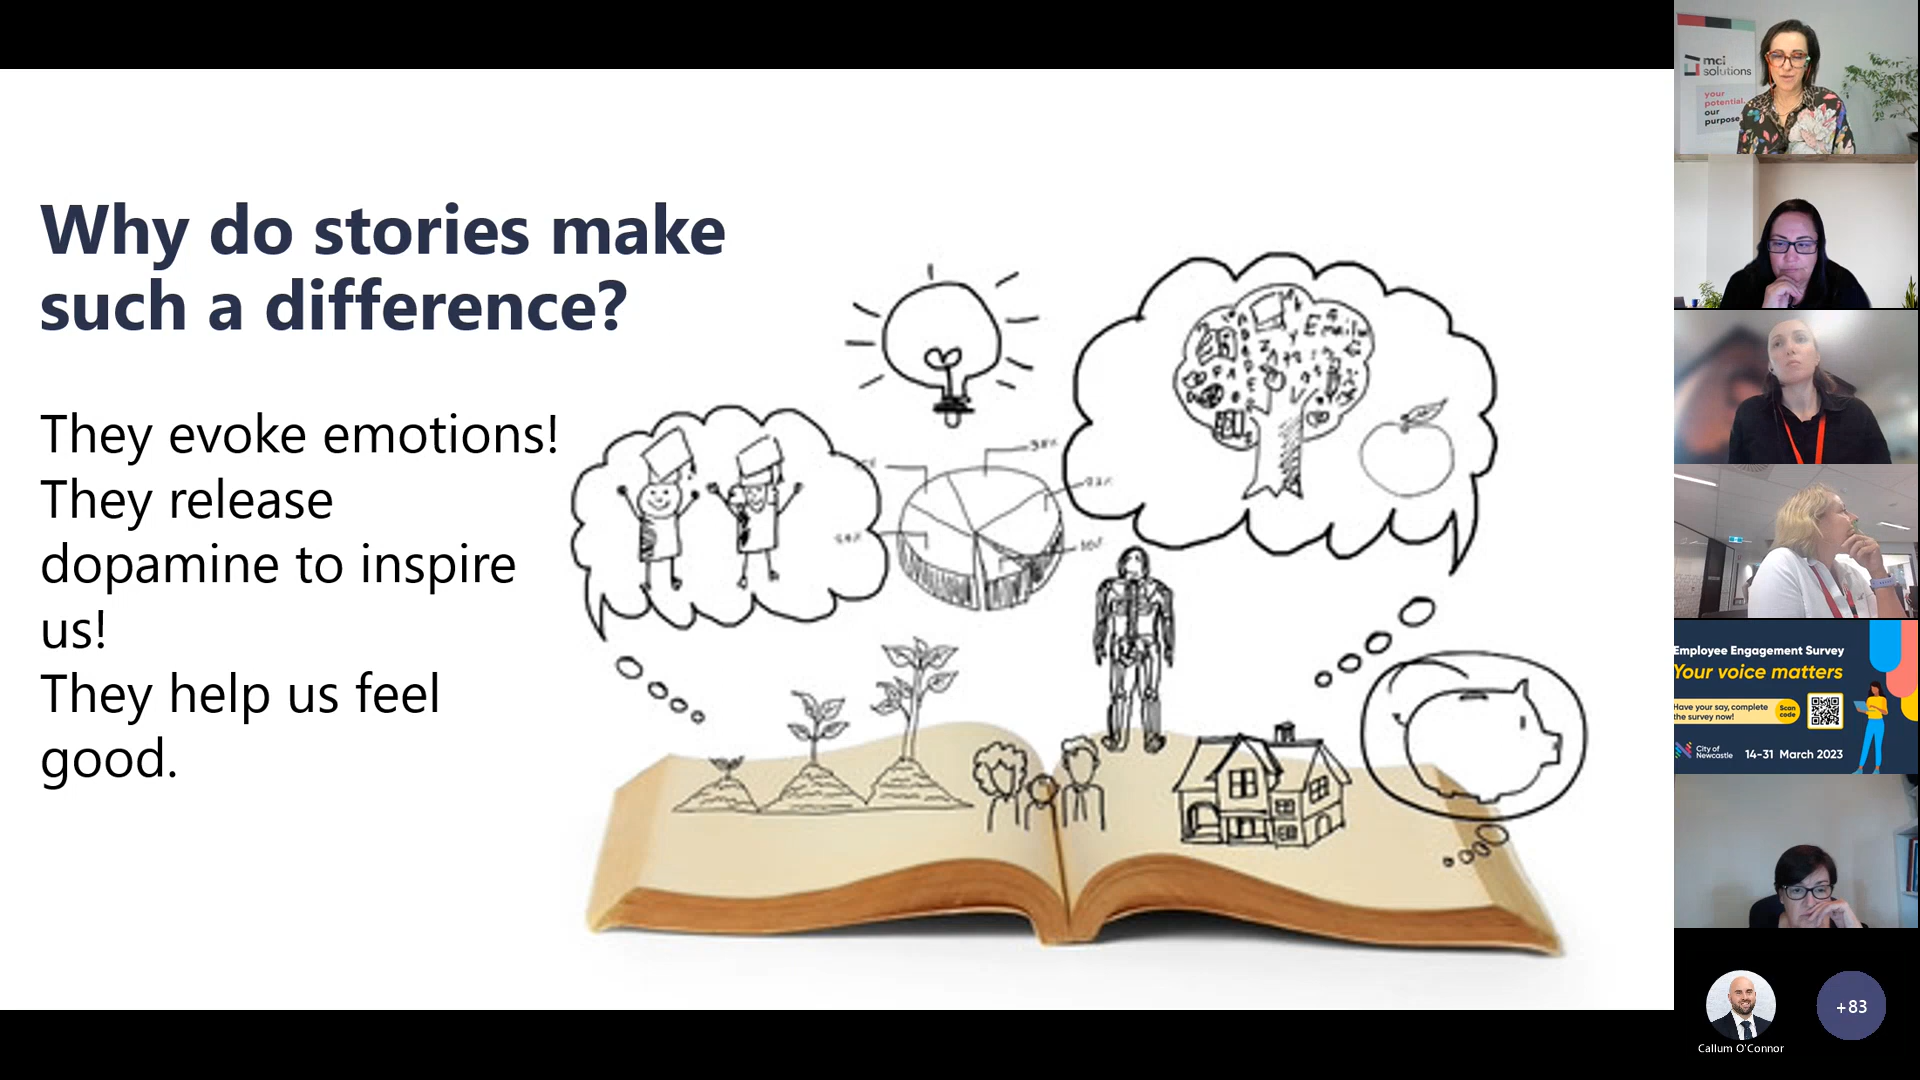 Why do stories make
such a difference?
They evoke emotions!
They release
dopamine to inspire
us!
They help us feel
good.
Email
mci
solutions
your
potential.
our
purpose
Employee Engagement Survey
Your voice matters
Have your say, complete
the survey now!
Scan
code
City of
Newcastle
14-31 March 2023
Callum O'Connor
+83